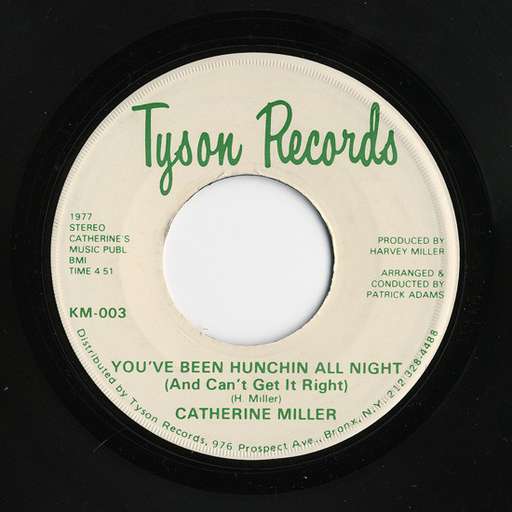 Tyson Records
1977
STEREO
CATHERINE'S
MUSIC PUBL
BMI
TIME 4 51
KM-003
PRODUCED BY
HARVEY MILLER
ARRANGED &
CONDUCTED BY
PATRICK ADAMS
YOU'VE BEEN HUNCHIN ALL NIGHT
(And Can't Get It Right)
(H. Miller)
CATHERINE MILLER
Distributed by Tyson Records, 976 Prospect Ave., Bronx, N.Y. 212 328-4488